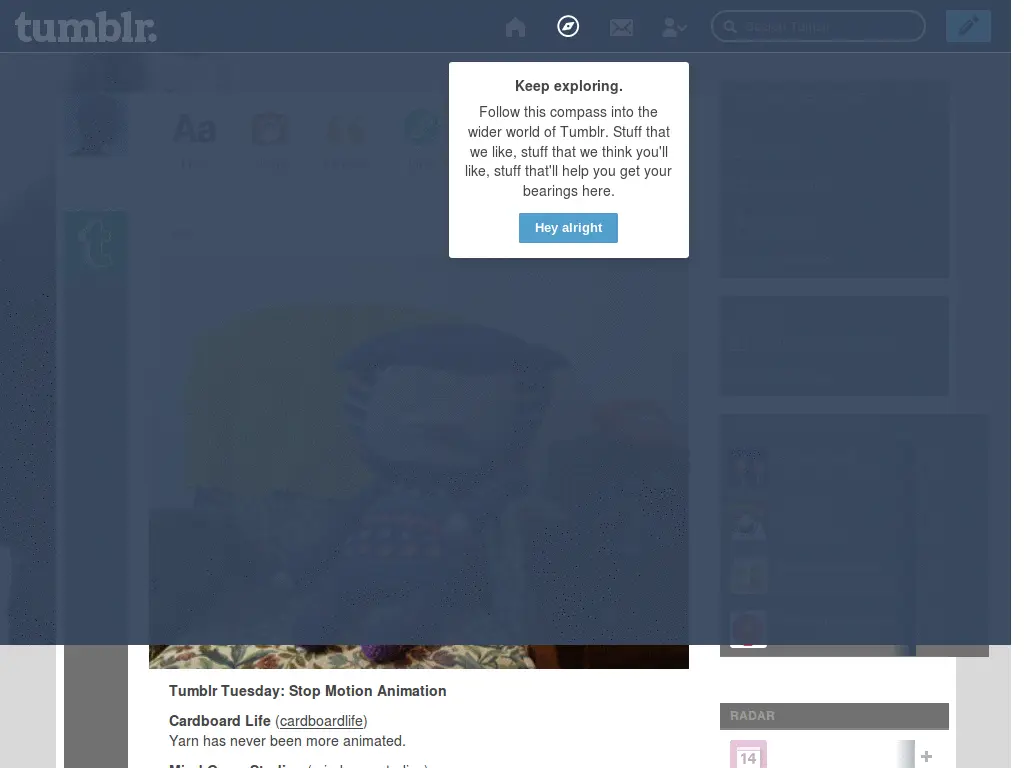 tumblr.
Search Tumblr
Keep exploring.
Follow this compass into the
wider world of Tumblr. Stuff that
we like, stuff that we think you'll
like, stuff that'll help you get your
bearings here.
Hey alright
Aa
Tumblr Tuesday: Stop Motion Animation
Cardboard Life (cardboardlife)
Yarn has never been more animated.
RADAR
14